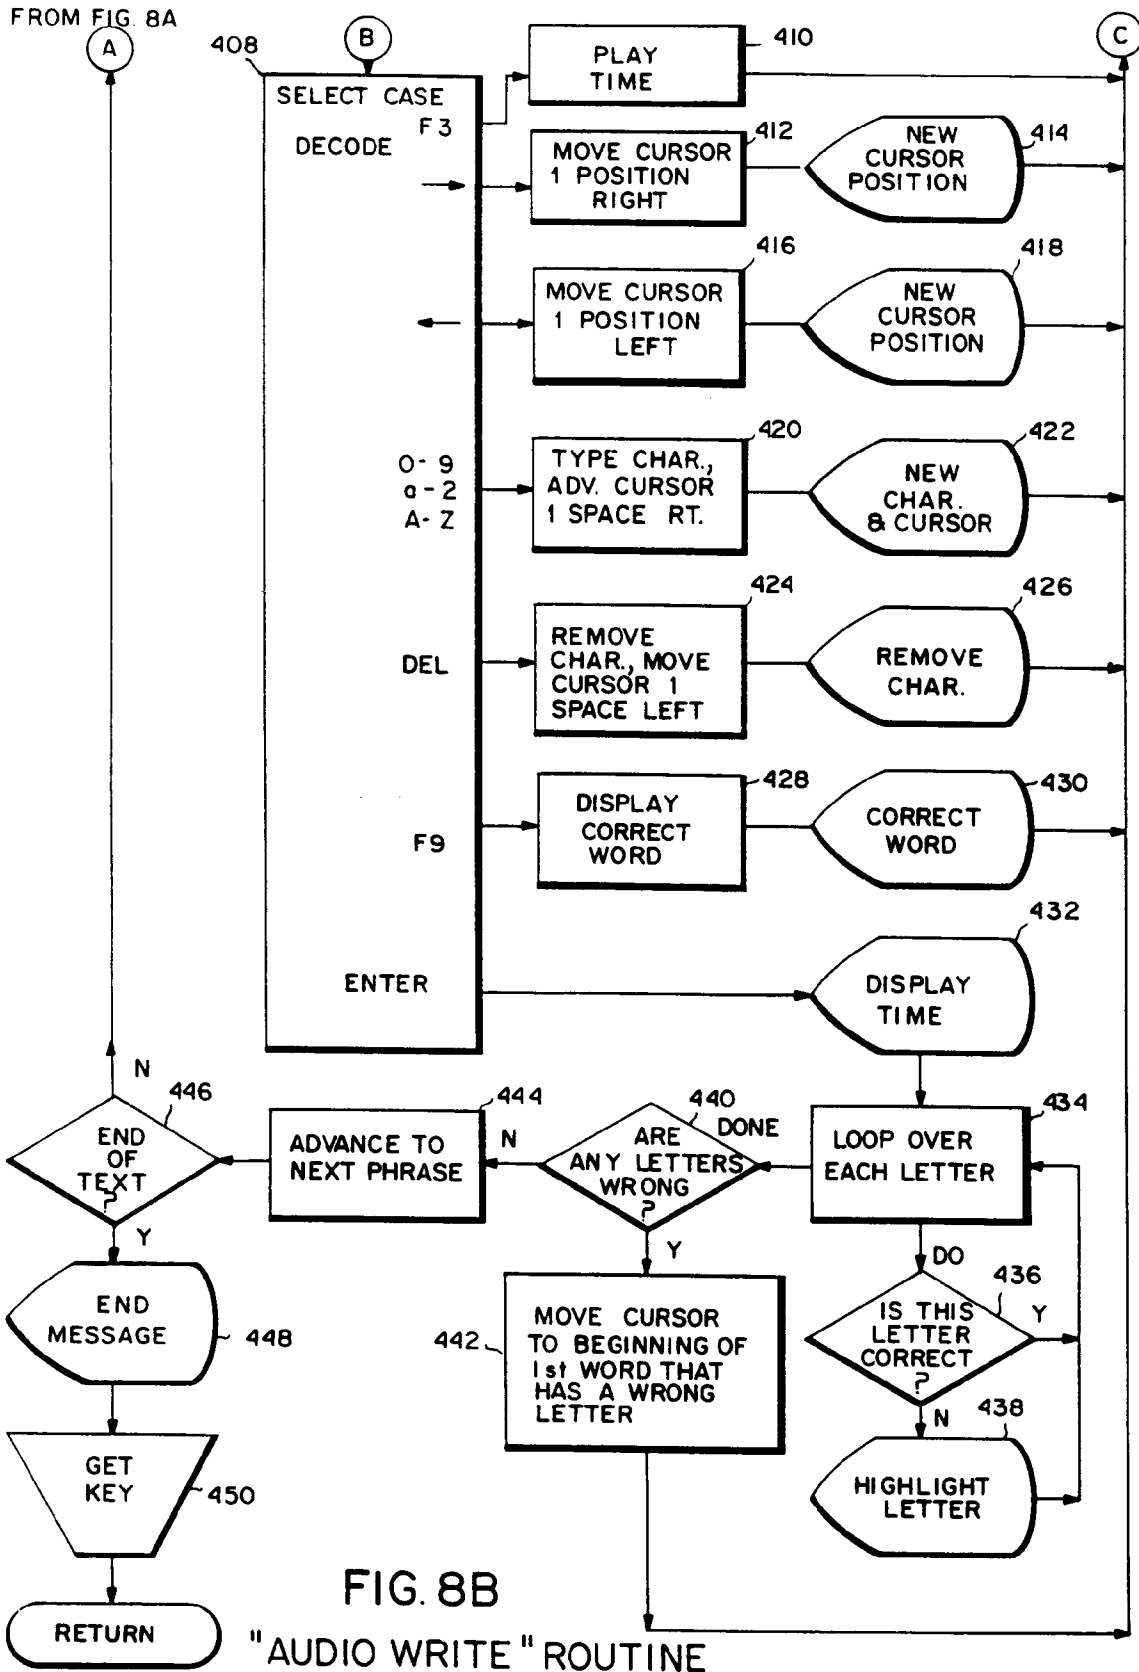 FROM FIG. 8A
A
B
C
408
SELECT CASE
DECODE
F3
410
PLAY
TIME
412
MOVE CURSOR
1 POSITION
RIGHT
414
NEW
CURSOR
POSITION
416
MOVE CURSOR
1 POSITION
LEFT
418
NEW
CURSOR
POSITION
0-9
a-2
A-Z
420
TYPE CHAR.,
ADV. CURSOR
1 SPACE RT.
422
NEW
CHAR.
& CURSOR
DEL
424
REMOVE
CHAR., MOVE
CURSOR 1
SPACE LEFT
426
REMOVE
CHAR.
F9
428
DISPLAY
CORRECT
WORD
430
CORRECT
WORD
ENTER
432
DISPLAY
TIME
434
LOOP OVER
EACH LETTER
DONE
DO
436
IS THIS
LETTER
CORRECT
?
Y
N
438
HIGHLIGHT
LETTER
440
ARE
ANY LETTERS
WRONG
?
N
Y
442
MOVE CURSOR
TO BEGINNING OF
1st WORD THAT
HAS A WRONG
LETTER
444
ADVANCE TO
NEXT PHRASE
446
END
OF
TEXT
?
N
Y
END
MESSAGE
448
GET
KEY
450
RETURN
FIG. 8B
"AUDIO WRITE" ROUTINE